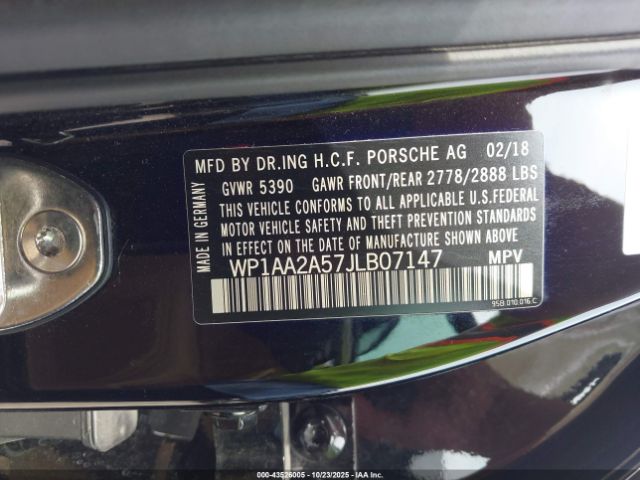 MFD BY DR.ING H.C.F. PORSCHE AG 02/18
GVWR 5390 GAWR FRONT/REAR 2778/2888 LBS
THIS VEHICLE CONFORMS TO ALL APPLICABLE U.S.FEDERAL
MOTOR VEHICLE SAFETY AND THEFT PREVENTION STANDARDS
IN EFFECT ON THE DATE OF MANUFACTURE SHOWN ABOVE.
WP1AA2A57JLB07147 MPV
MADE IN GERMANY
95B.010.016 C
000-43526005 - 10/23/2025 - IAA Inc.